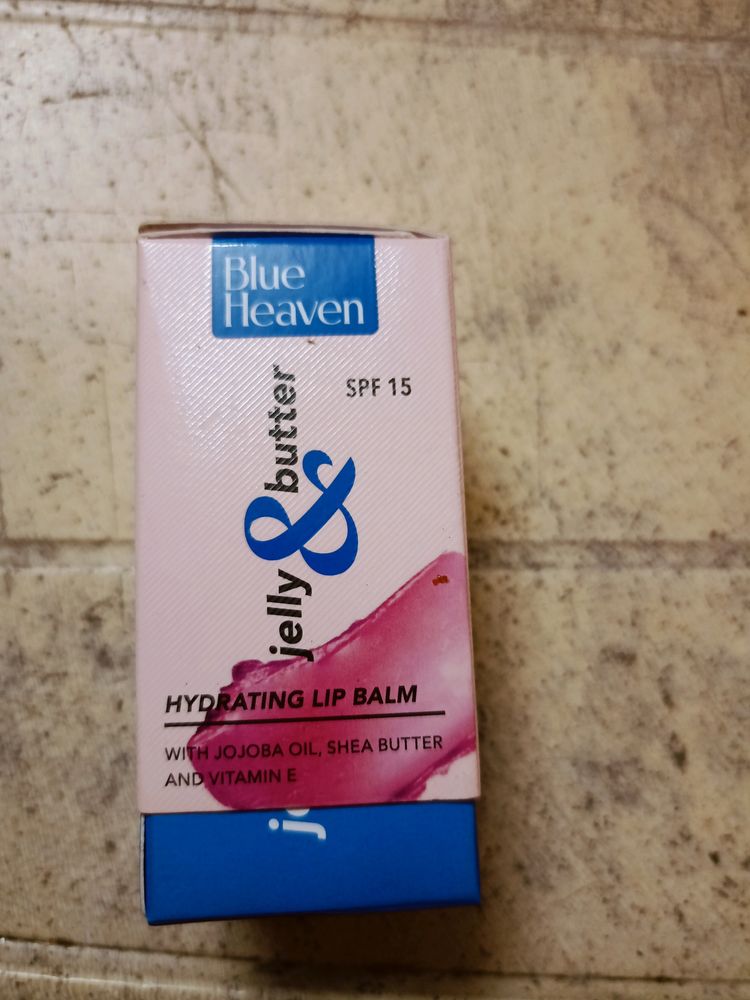 Blue
Heaven
SPF 15
jelly & butter
HYDRATING LIP BALM
WITH JOJOBA OIL, SHEA BUTTER
AND VITAMIN E